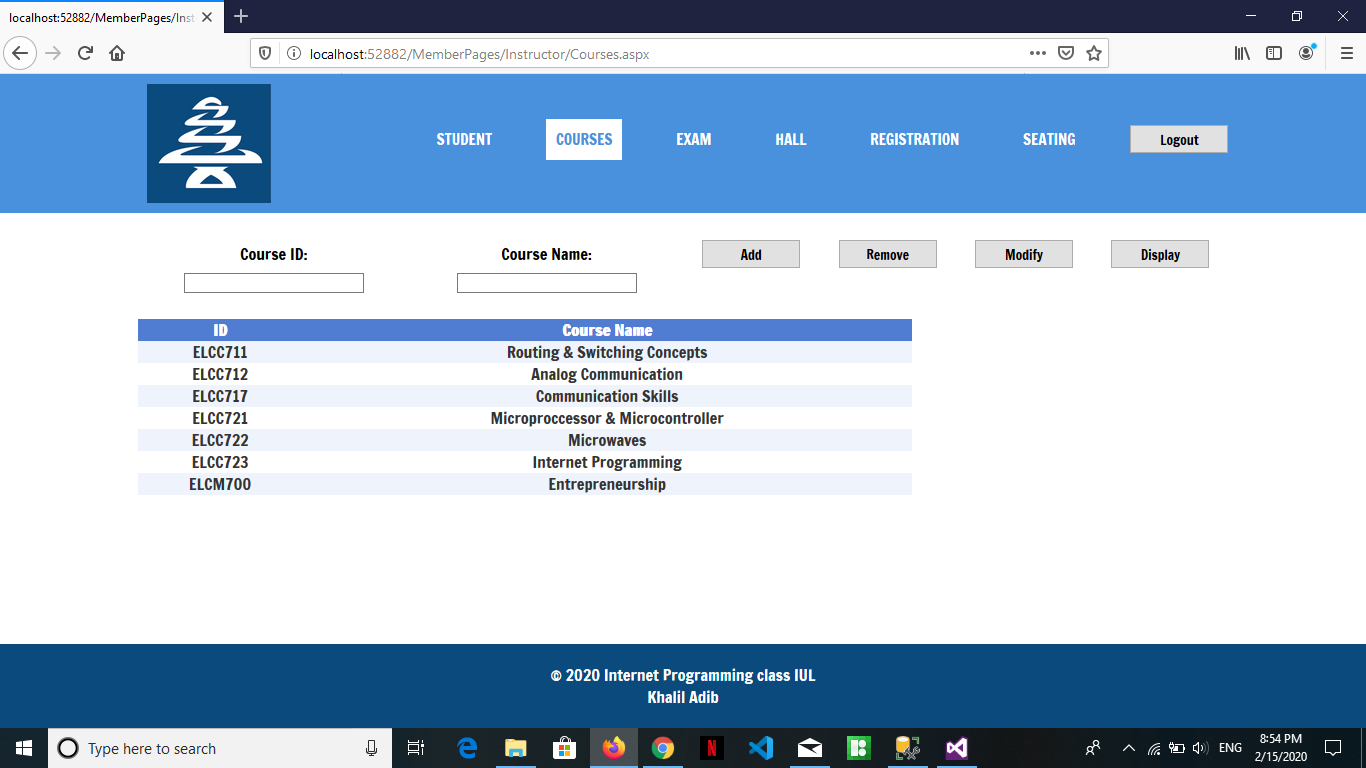 localhost:52882/MemberPages/Inst
localhost:52882/MemberPages/Instructor/Courses.aspx
STUDENT COURSES EXAM HALL REGISTRATION SEATING Logout
Course ID: Course Name: Add Remove Modify Display
ID Course Name
ELCC711 Routing & Switching Concepts
ELCC712 Analog Communication
ELCC717 Communication Skills
ELCC721 Microproccessor & Microcontroller
ELCC722 Microwaves
ELCC723 Internet Programming
ELCM700 Entrepreneurship
© 2020 Internet Programming class IUL
Khalil Adib
Type here to search
ENG
8:54 PM
2/15/2020